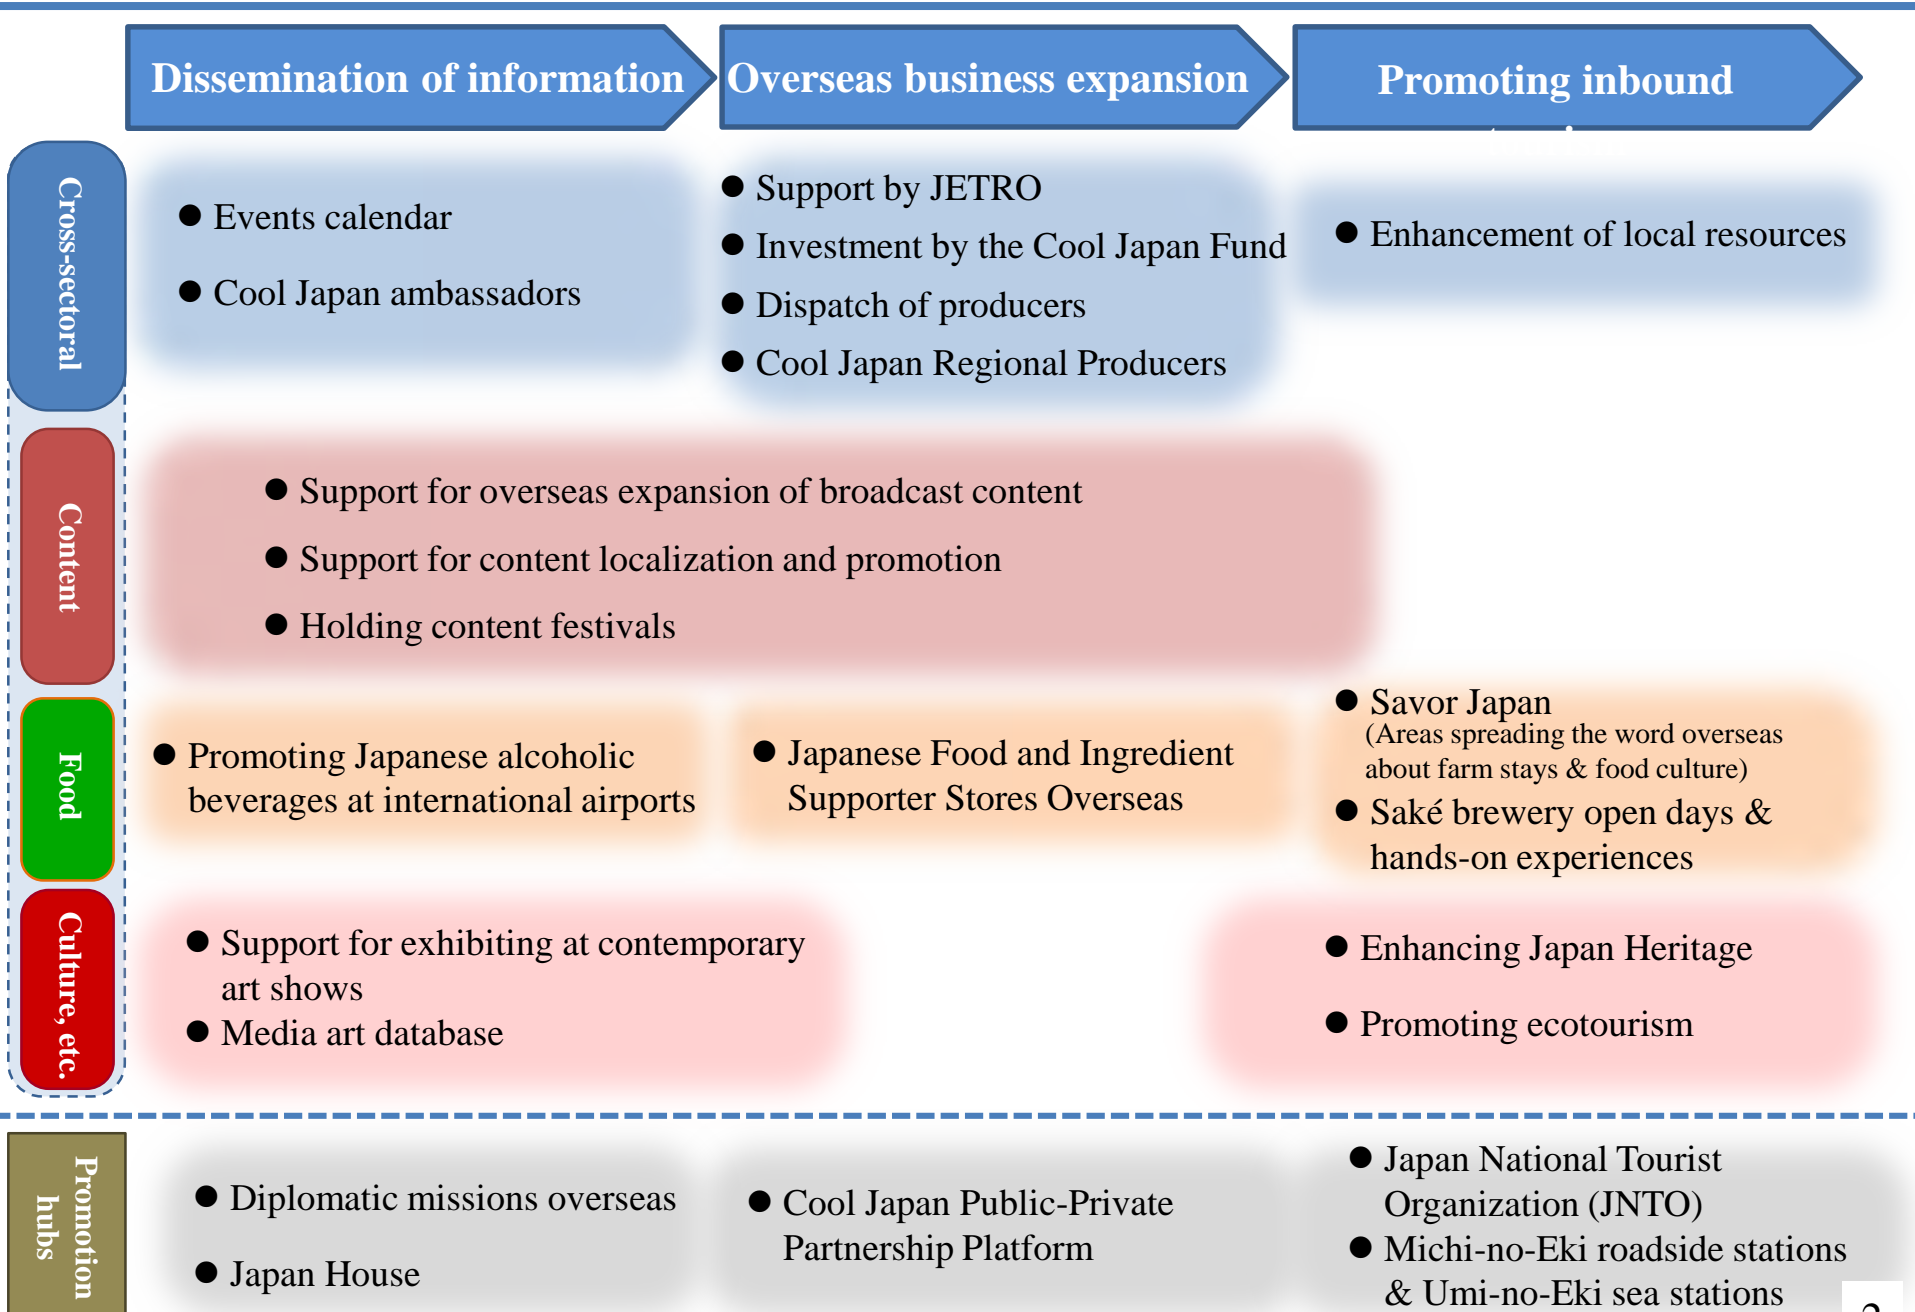 Dissemination of information
Overseas business expansion
Promoting inbound
Cross-sectoral
● Events calendar
● Cool Japan ambassadors
● Support by JETRO
● Investment by the Cool Japan Fund
● Dispatch of producers
● Cool Japan Regional Producers
● Enhancement of local resources
Content
● Support for overseas expansion of broadcast content
● Support for content localization and promotion
● Holding content festivals
Food
● Promoting Japanese alcoholic
beverages at international airports
● Japanese Food and Ingredient
Supporter Stores Overseas
● Savor Japan
(Areas spreading the word overseas
about farm stays & food culture)
● Saké brewery open days &
hands-on experiences
Culture, etc.
● Support for exhibiting at contemporary
art shows
● Media art database
● Enhancing Japan Heritage
● Promoting ecotourism
Promotion
hubs
● Diplomatic missions overseas
● Japan House
● Cool Japan Public-Private
Partnership Platform
● Japan National Tourist
Organization (JNTO)
● Michi-no-Eki roadside stations
& Umi-no-Eki sea stations